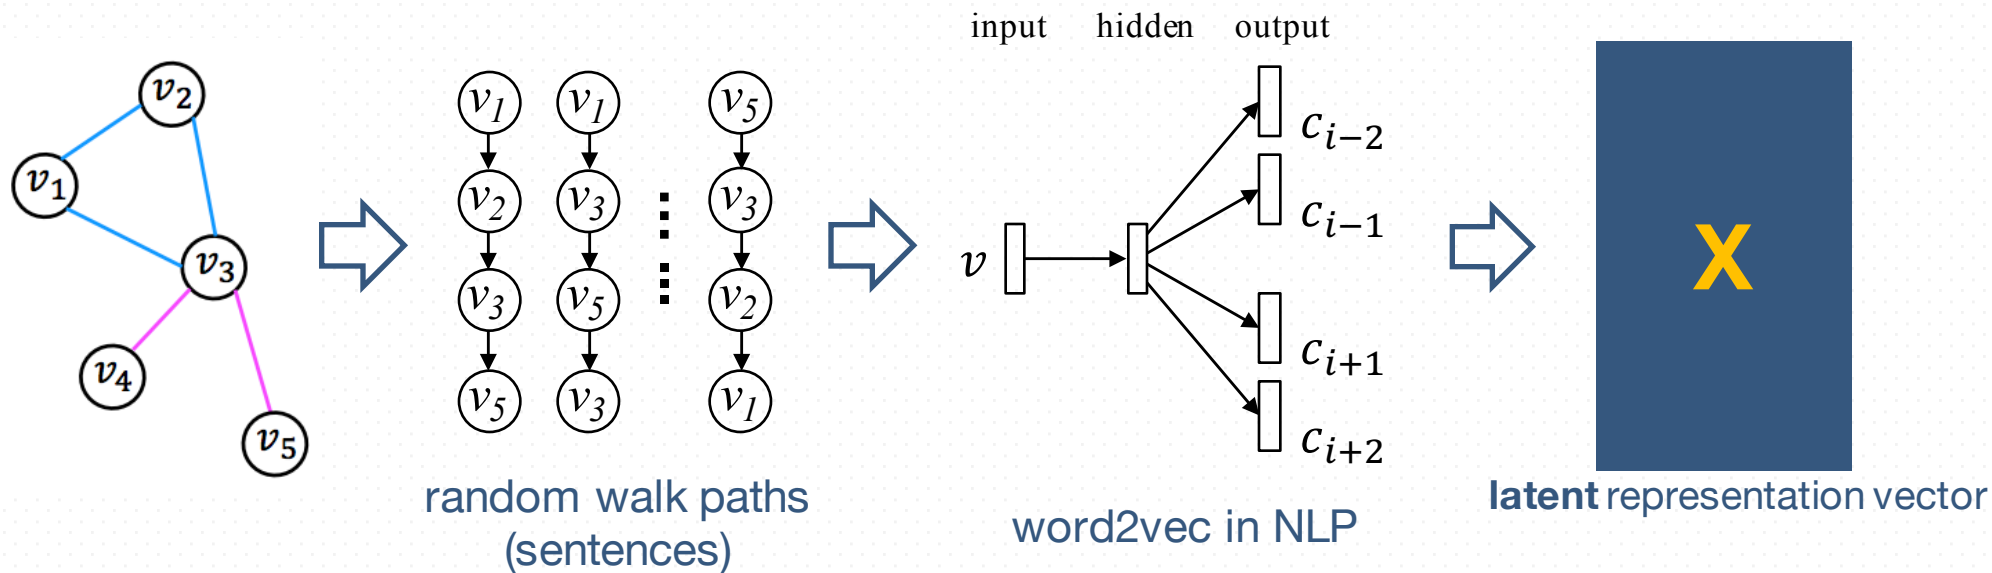 input hidden output
v₂
v₁
v₃
v₄
v₅
v₁ v₁ v₅
v₂ v₃ v₃
v₃ v₅ v₂
v₅ v₃ v₁
random walk paths
(sentences)
v
cᵢ₋₂
cᵢ₋₁
cᵢ₊₁
cᵢ₊₂
word2vec in NLP
X
latent representation vector